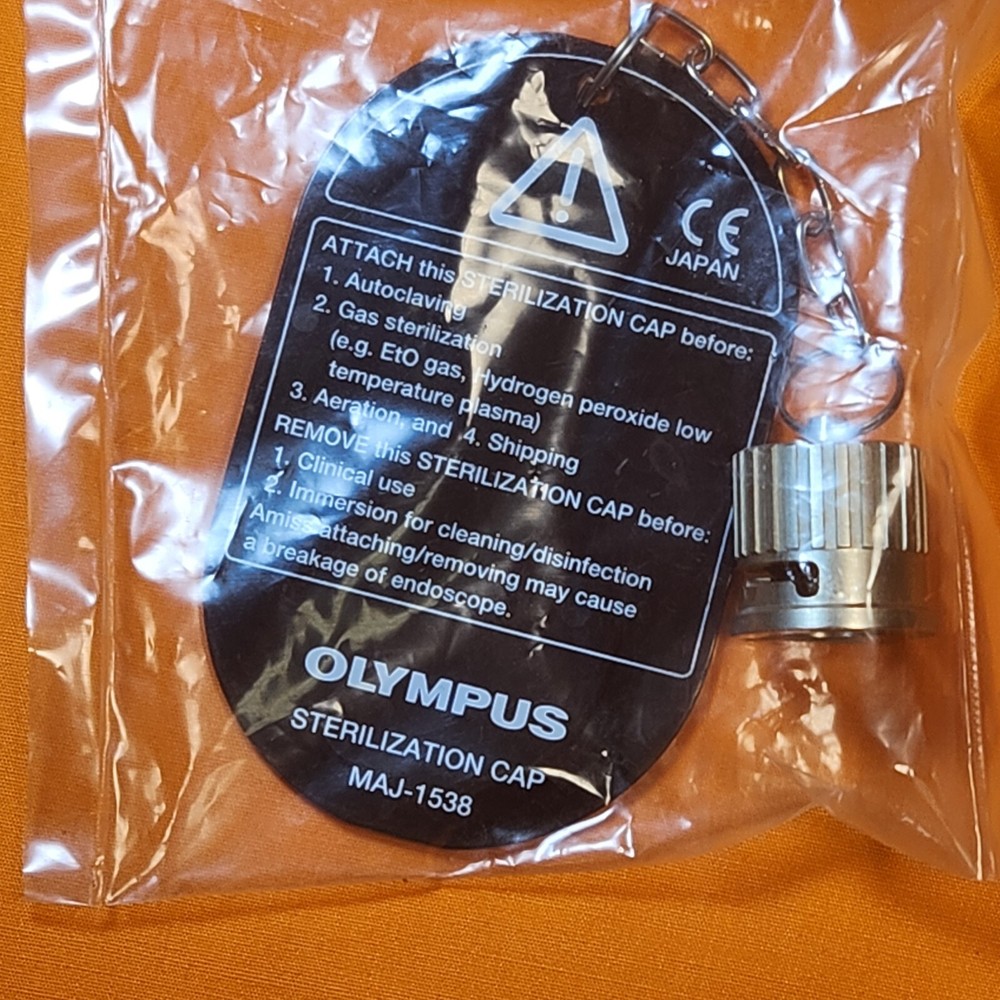 CE
JAPAN
ATTACH this STERILIZATION CAP before:
1. Autoclaving
2. Gas sterilization
(e.g. EtO gas, Hydrogen peroxide low
temperature plasma)
3. Aeration, and 4. Shipping
REMOVE this STERILIZATION CAP before:
1. Clinical use
2. Immersion for cleaning/disinfection
Amiss attaching/removing may cause
a breakage of endoscope.
OLYMPUS
STERILIZATION CAP
MAJ-1538